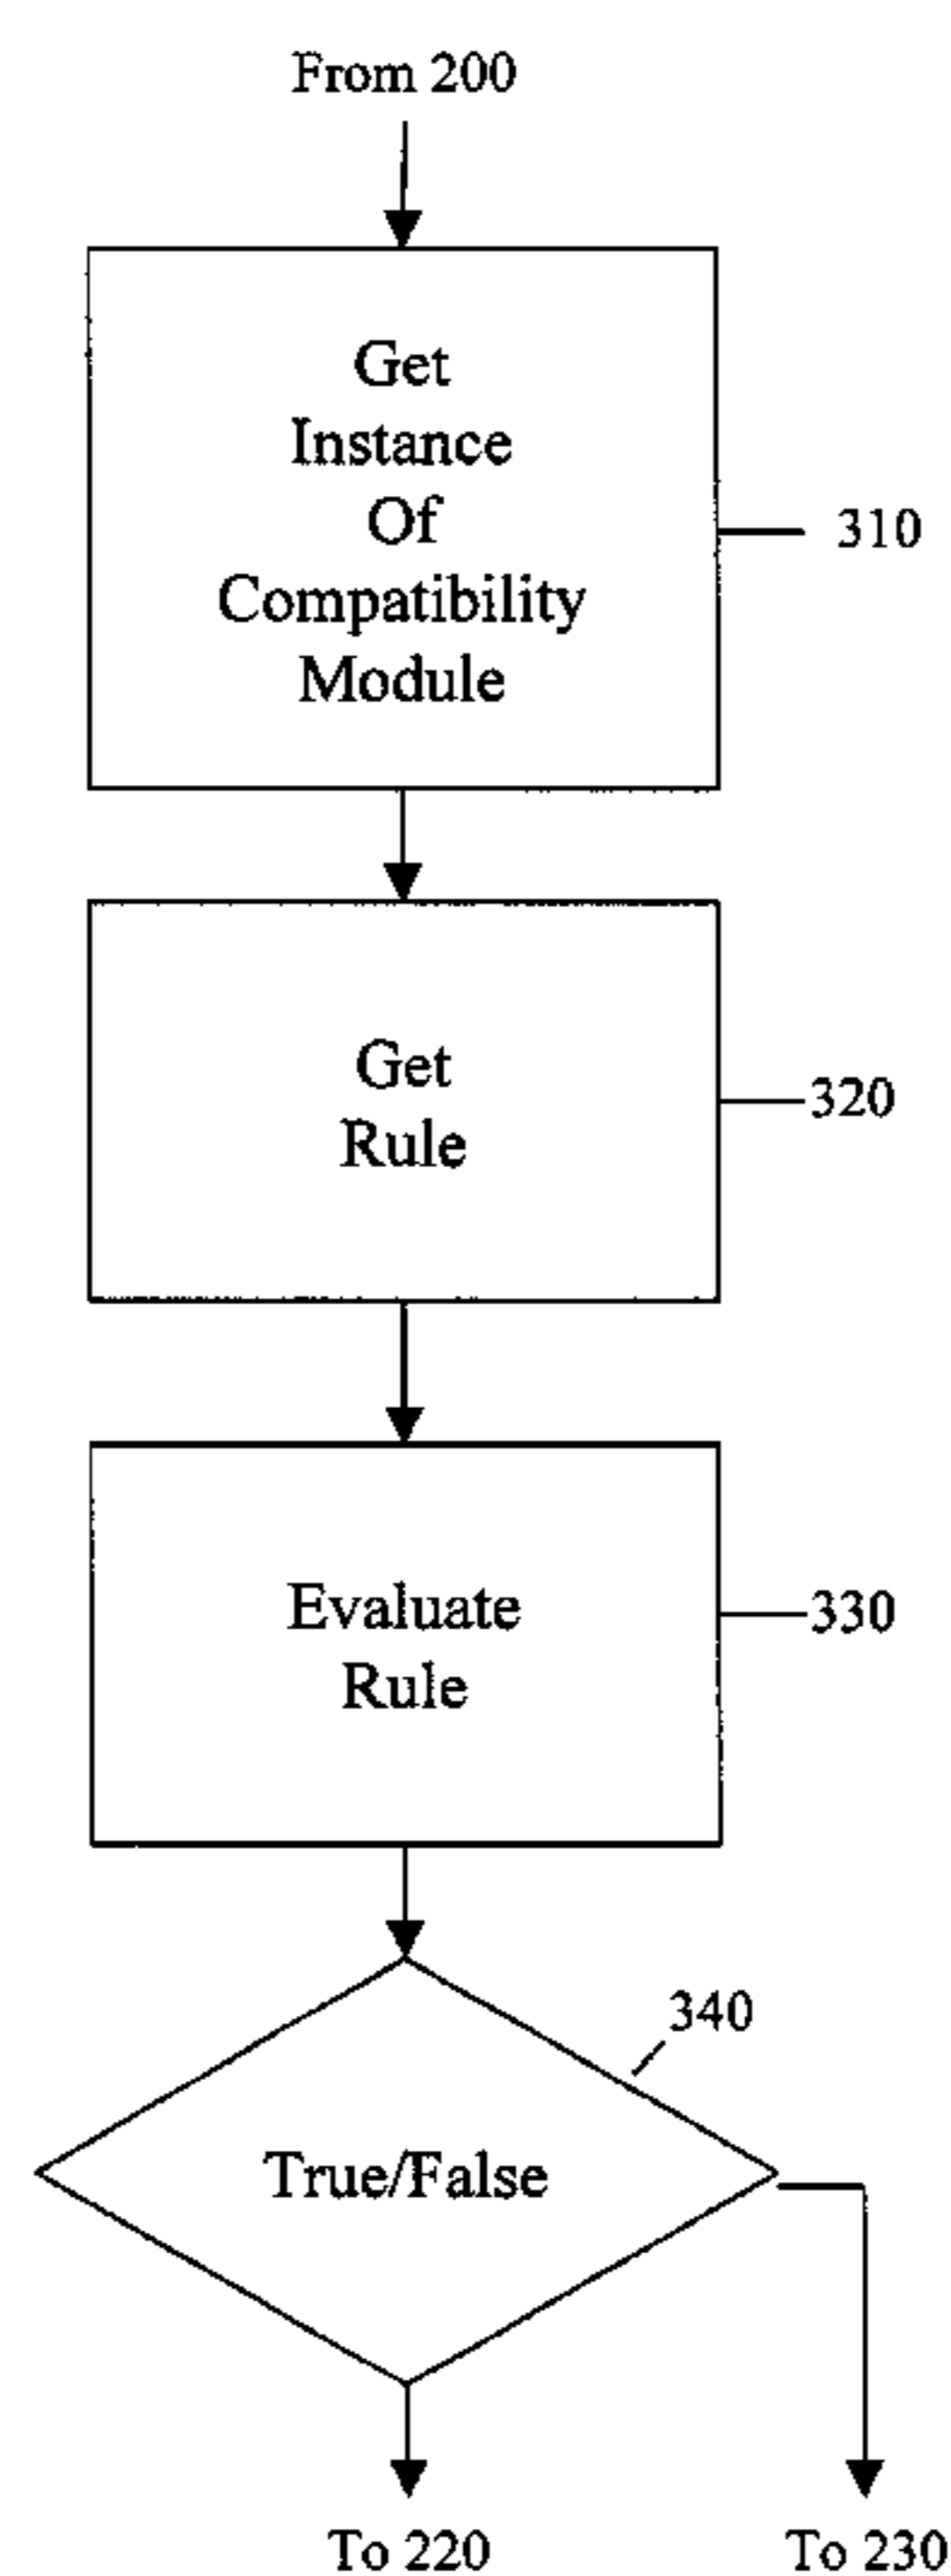 From 200
Get
Instance
Of
Compatibility
Module
310
Get
Rule
320
Evaluate
Rule
330
340
True/False
To 220
To 230